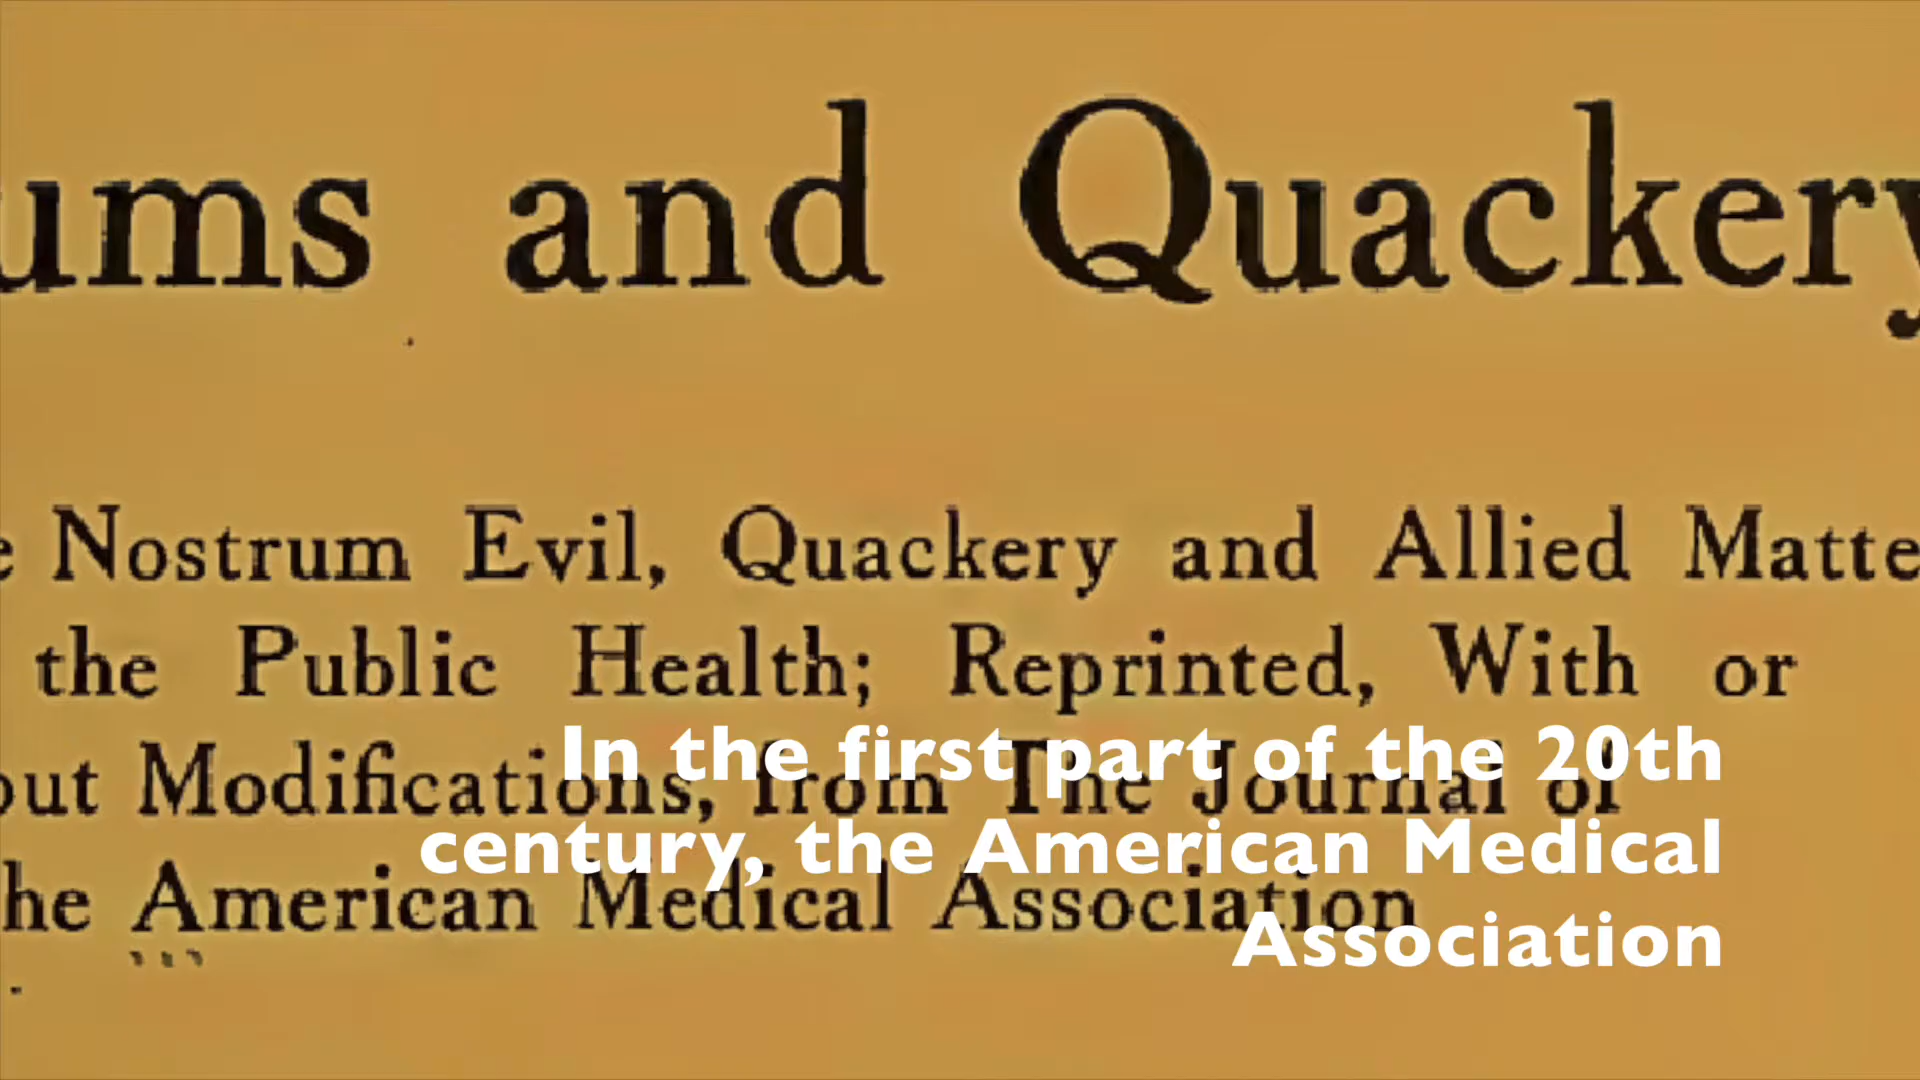 ums and Quackery
e Nostrum Evil, Quackery and Allied Matte
the Public Health; Reprinted, With or
out Modifications, from The Journal of
he American Medical Association
In the first part of the 20th
century, the American Medical
Association